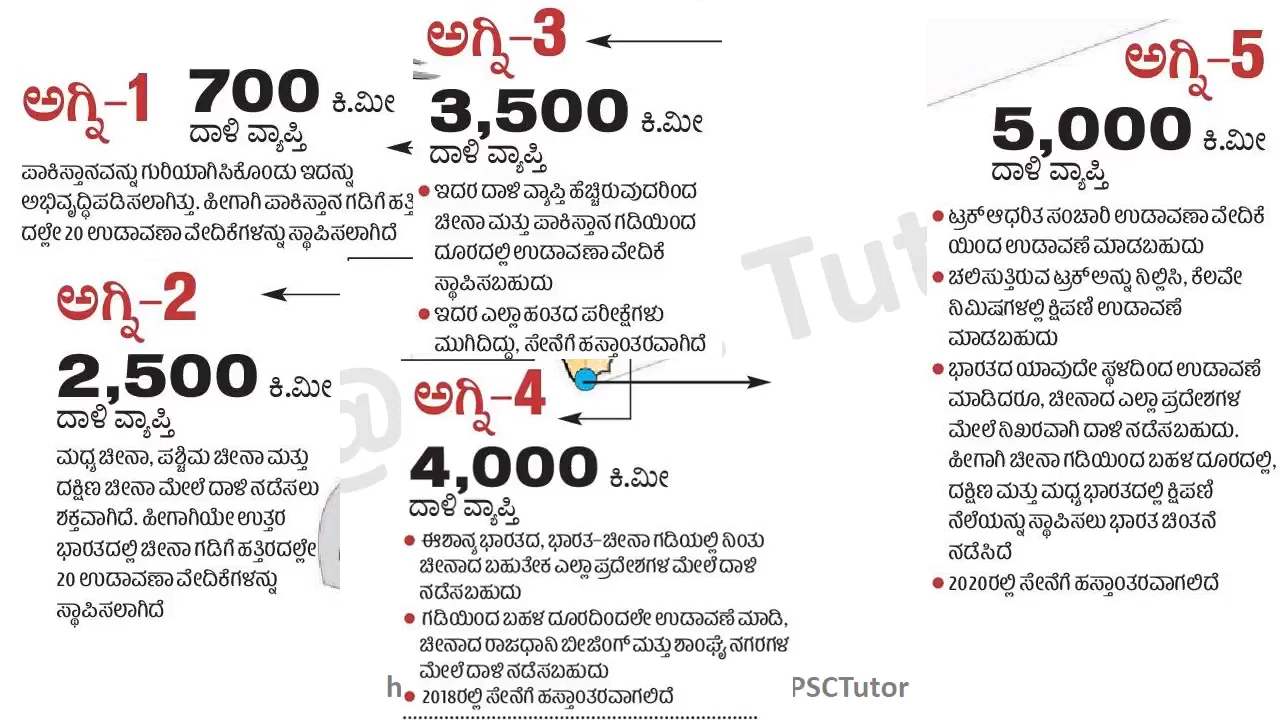 ಅಗ್ನಿ-1
700 ಕಿ.ಮೀ
ದಾಳಿ ವ್ಯಾಪ್ತಿ
ಪಾಕಿಸ್ತಾನವನ್ನು ಗುರಿಯಾಗಿಸಿಕೊಂಡು ಇದನ್ನು
ಅಭಿವೃದ್ಧಿಪಡಿಸಲಾಗಿತ್ತು. ಹೀಗಾಗಿ ಪಾಕಿಸ್ತಾನ ಗಡಿಗೆ ಹತ್ತಿ
ದಲ್ಲೇ 20 ಉಡಾವಣಾ ವೇದಿಕೆಗಳನ್ನು ಸ್ಥಾಪಿಸಲಾಗಿದೆ
ಅಗ್ನಿ-2
2,500 ಕಿ.ಮೀ
ದಾಳಿ ವ್ಯಾಪ್ತಿ
ಮಧ್ಯ ಚೀನಾ, ಪಶ್ಚಿಮ ಚೀನಾ ಮತ್ತು
ದಕ್ಷಿಣ ಚೀನಾ ಮೇಲೆ ದಾಳಿ ನಡೆಸಲು
ಶಕ್ತವಾಗಿದೆ. ಹೀಗಾಗಿಯೇ ಉತ್ತರ
ಭಾರತದಲ್ಲಿ ಚೀನಾ ಗಡಿಗೆ ಹತ್ತಿರದಲ್ಲೇ
20 ಉಡಾವಣಾ ವೇದಿಕೆಗಳನ್ನು
ಸ್ಥಾಪಿಸಲಾಗಿದೆ
ಅಗ್ನಿ-3
3,500 ಕಿ.ಮೀ
ದಾಳಿ ವ್ಯಾಪ್ತಿ
• ಇದರ ದಾಳಿ ವ್ಯಾಪ್ತಿ ಹೆಚ್ಚಿರುವುದರಿಂದ
ಚೀನಾ ಮತ್ತು ಪಾಕಿಸ್ತಾನ ಗಡಿಯಿಂದ
ದೂರದಲ್ಲಿ ಉಡಾವಣಾ ವೇದಿಕೆ
ಸ್ಥಾಪಿಸಬಹುದು
• ಇದರ ಎಲ್ಲಾ ಹಂತದ ಪರೀಕ್ಷೆಗಳು
ಮುಗಿದಿದ್ದು, ಸೇನೆಗೆ ಹಸ್ತಾಂತರವಾಗಿದೆ
ಅಗ್ನಿ-4
4,000 ಕಿ.ಮೀ
ದಾಳಿ ವ್ಯಾಪ್ತಿ
• ಈಶಾನ್ಯ ಭಾರತದ, ಭಾರತ-ಚೀನಾ ಗಡಿಯಲ್ಲಿ ನಿಂತು
ಚೀನಾದ ಬಹುತೇಕ ಎಲ್ಲಾ ಪ್ರದೇಶಗಳ ಮೇಲೆ ದಾಳಿ
ನಡೆಸಬಹುದು
• ಗಡಿಯಿಂದ ಬಹಳ ದೂರದಿಂದಲೇ ಉಡಾವಣೆ ಮಾಡಿ,
ಚೀನಾದ ರಾಜಧಾನಿ ಬೀಜಿಂಗ್ ಮತ್ತು ಶಾಂಘೈ ನಗರಗಳ
ಮೇಲೆ ದಾಳಿ ನಡೆಸಬಹುದು
• 2018ರಲ್ಲಿ ಸೇನೆಗೆ ಹಸ್ತಾಂತರವಾಗಲಿದೆ
ಅಗ್ನಿ-5
5,000 ಕಿ.ಮೀ
ದಾಳಿ ವ್ಯಾಪ್ತಿ
• ಟ್ರಕ್ ಆಧರಿತ ಸಂಚಾರಿ ಉಡಾವಣಾ ವೇದಿಕೆ
ಯಿಂದ ಉಡಾವಣೆ ಮಾಡಬಹುದು
• ಚಲಿಸುತ್ತಿರುವ ಟ್ರಕ್ ಅನ್ನು ನಿಲ್ಲಿಸಿ, ಕೆಲವೇ
ನಿಮಿಷಗಳಲ್ಲಿ ಕ್ಷಿಪಣಿ ಉಡಾವಣೆ
ಮಾಡಬಹುದು
• ಭಾರತದ ಯಾವುದೇ ಸ್ಥಳದಿಂದ ಉಡಾವಣೆ
ಮಾಡಿದರೂ, ಚೀನಾದ ಎಲ್ಲಾ ಪ್ರದೇಶಗಳ
ಮೇಲೆ ನಿಖರವಾಗಿ ದಾಳಿ ನಡೆಸಬಹುದು.
ಹೀಗಾಗಿ ಚೀನಾ ಗಡಿಯಿಂದ ಬಹಳ ದೂರದಲ್ಲಿ,
ದಕ್ಷಿಣ ಮತ್ತು ಮಧ್ಯ ಭಾರತದಲ್ಲಿ ಕ್ಷಿಪಣಿ
ನೆಲೆಯನ್ನು ಸ್ಥಾಪಿಸಲು ಭಾರತ ಚಿಂತನೆ
ನಡೆಸಿದೆ
• 2020ರಲ್ಲಿ ಸೇನೆಗೆ ಹಸ್ತಾಂತರವಾಗಲಿದೆ
@ Tut
h PSCTutor